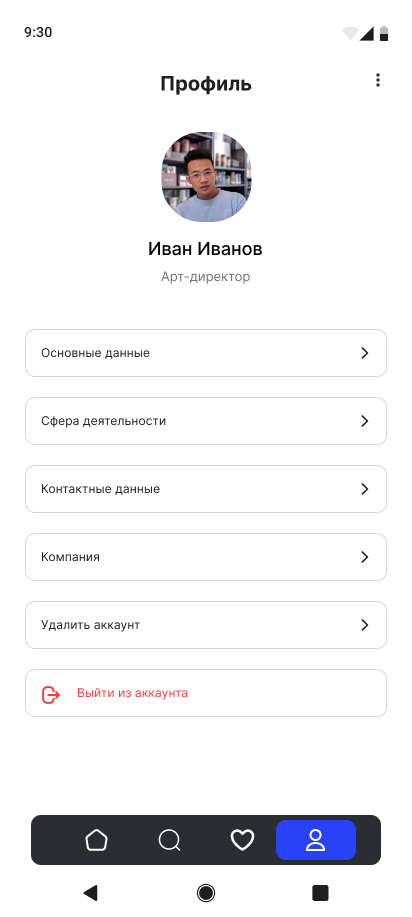 9:30
Профиль
Иван Иванов
Арт-директор
Основные данные
Сфера деятельности
Контактные данные
Компания
Удалить аккаунт
Выйти из аккаунта